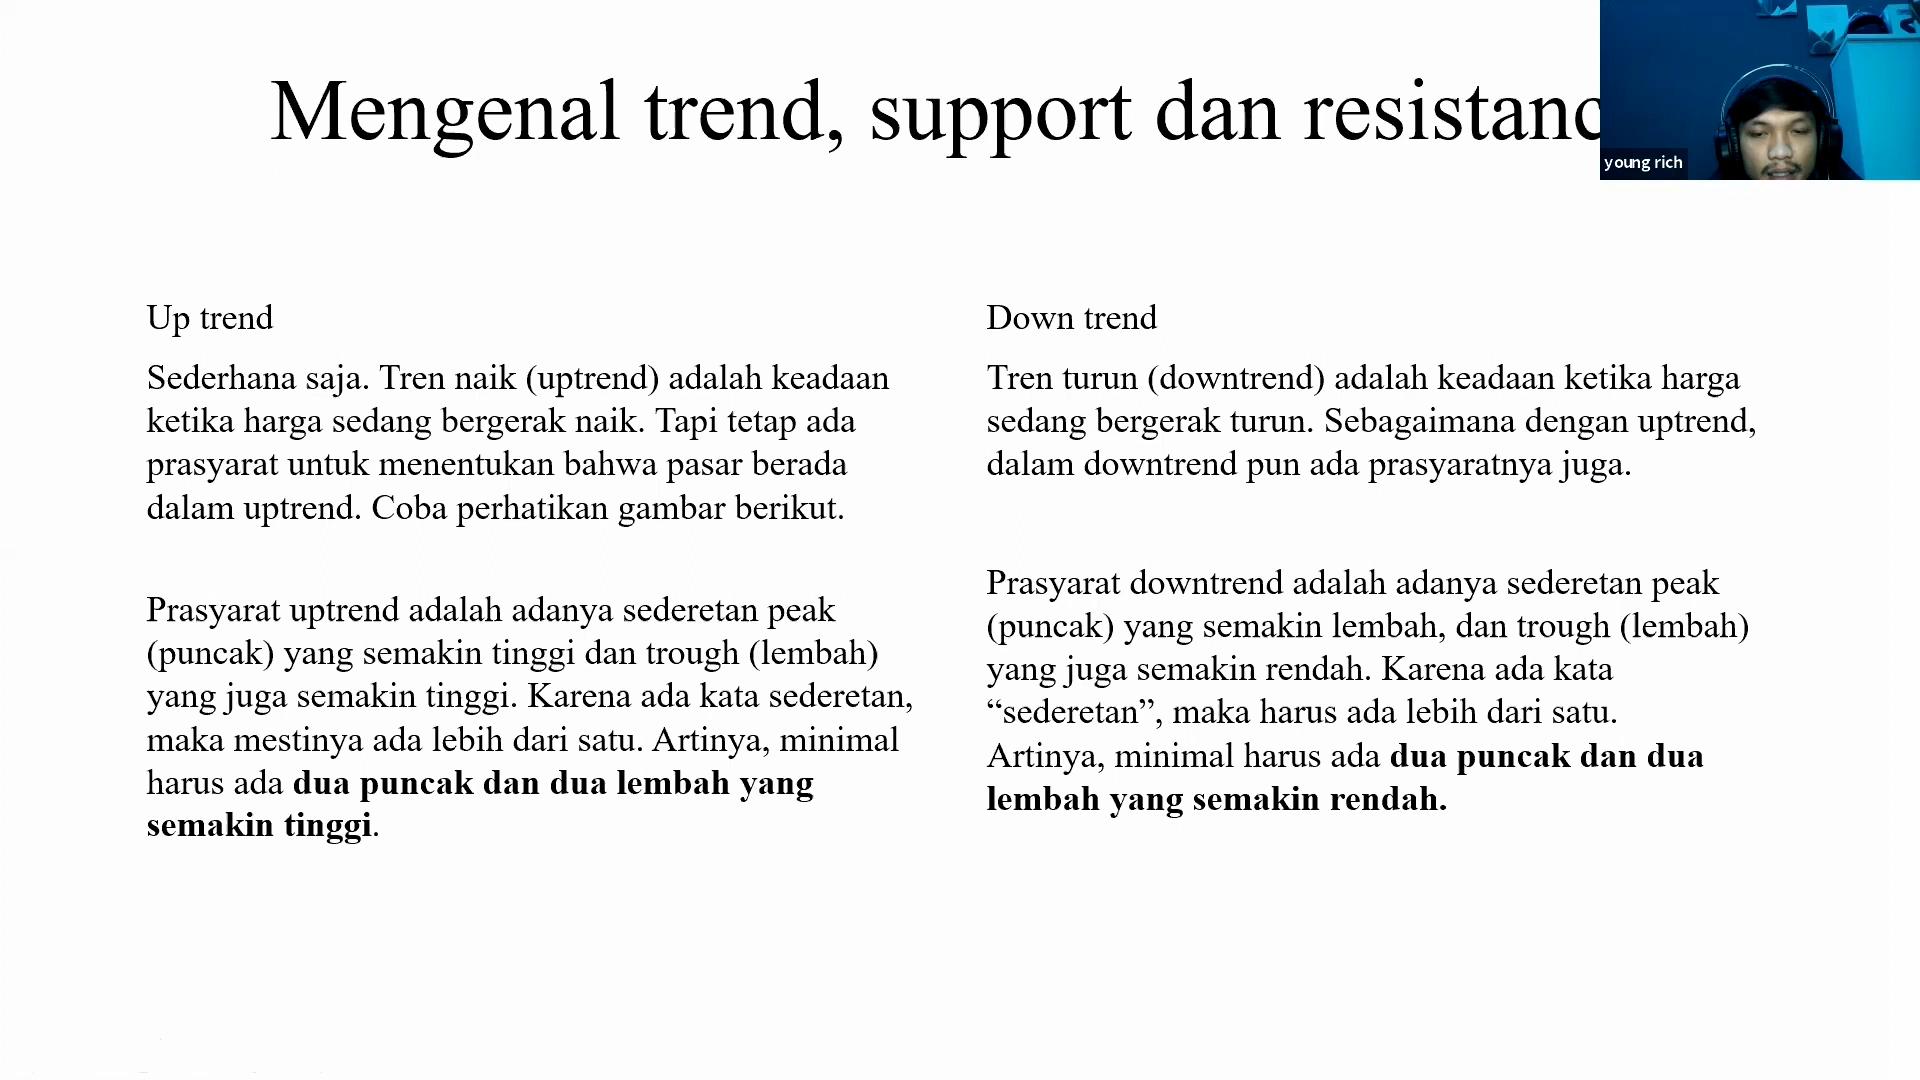 Mengenal trend, support dan resistanc
young rich
Up trend
Sederhana saja. Tren naik (uptrend) adalah keadaan
ketika harga sedang bergerak naik. Tapi tetap ada
prasyarat untuk menentukan bahwa pasar berada
dalam uptrend. Coba perhatikan gambar berikut.
Prasyarat uptrend adalah adanya sederetan peak
(puncak) yang semakin tinggi dan trough (lembah)
yang juga semakin tinggi. Karena ada kata sederetan,
maka mestinya ada lebih dari satu. Artinya, minimal
harus ada dua puncak dan dua lembah yang
semakin tinggi.
Down trend
Tren turun (downtrend) adalah keadaan ketika harga
sedang bergerak turun. Sebagaimana dengan uptrend,
dalam downtrend pun ada prasyaratnya juga.
Prasyarat downtrend adalah adanya sederetan peak
(puncak) yang semakin lembah, dan trough (lembah)
yang juga semakin rendah. Karena ada kata
“sederetan”, maka harus ada lebih dari satu.
Artinya, minimal harus ada dua puncak dan dua
lembah yang semakin rendah.